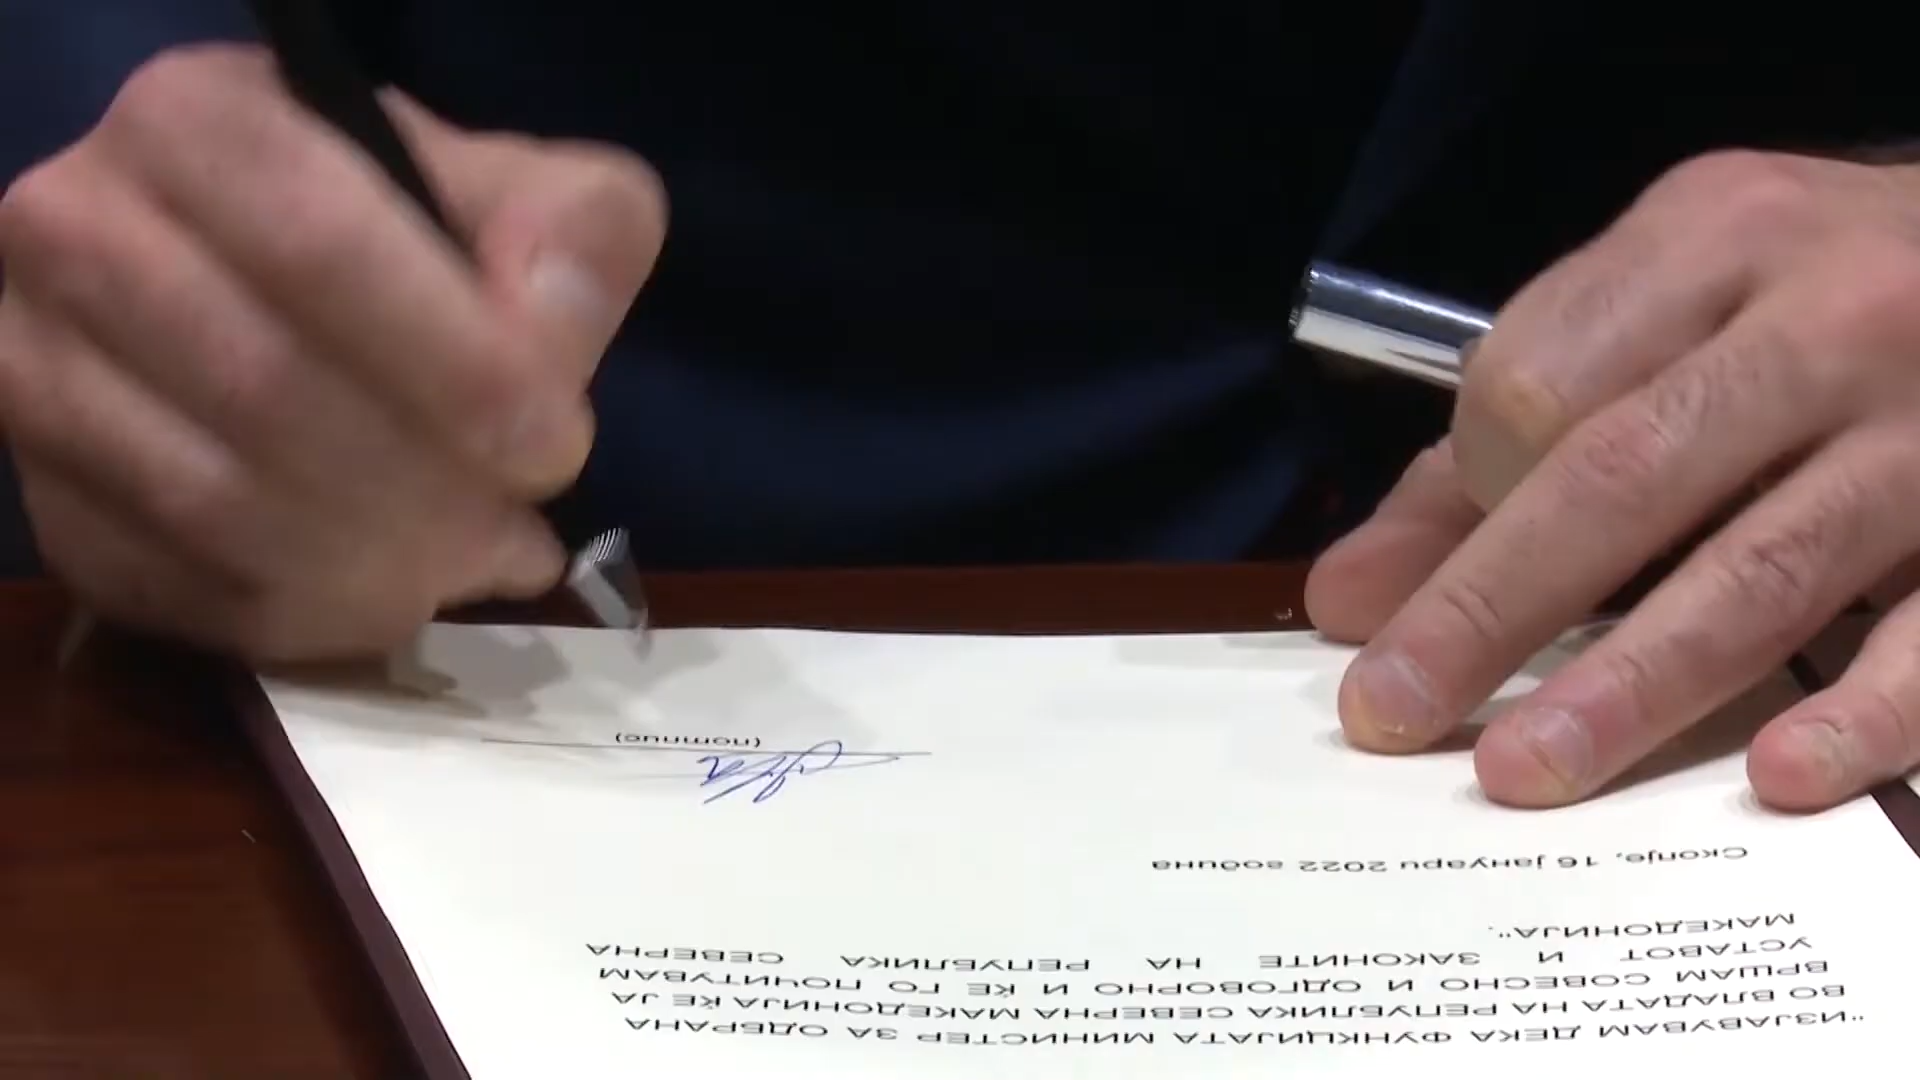 "ИЗЈАВУВАМ ДЕКА ФУНКЦИЈАТА МИНИСТЕР ЗА ОДБРАНА
ВО ВЛАДАТА НА РЕПУБЛИКА СЕВЕРНА МАКЕДОНИЈА ЌЕ ЈА
ВРШАМ СОВЕСНО И ОДГОВОРНО И ЌЕ ГО ПОЧИТУВАМ
УСТАВОТ И ЗАКОНИТЕ НА РЕПУБЛИКА СЕВЕРНА
МАКЕДОНИЈА".
Скопје, 16 јануари 2022 година
(потпис)